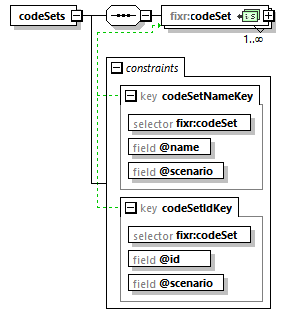 codeSets
fixr:codeSet
1..∞
constraints
key codeSetNameKey
selector fixr:codeSet
field @name
field @scenario
key codeSetIdKey
selector fixr:codeSet
field @id
field @scenario